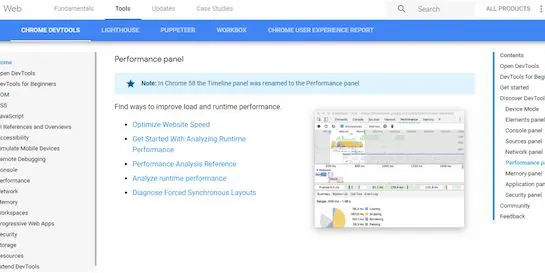 Web
Fundamentals
Tools
Updates
Case Studies
Search
ALL PRODUCTS
CHROME DEVTOOLS
LIGHTHOUSE
PUPPETEER
WORKBOX
CHROME USER EXPERIENCE REPORT
ome
Open DevTools
DevTools for Beginners
OM
SS
avaScript
l References and Overviews
ccessibility
imulate Mobile Devices
emote Debugging
onsole
erformance
etwork
emory
orkspaces
rogressive Web Apps
ecurity
torage
esources
xtend DevTools
Performance panel
Note: In Chrome 58 the Timeline panel was renamed to the Performance panel
Find ways to improve load and runtime performance.
Optimize Website Speed
Get Started With Analyzing Runtime
Performance
Performance Analysis Reference
Analyze runtime performance
Diagnose Forced Synchronous Layouts
Contents
Open DevTools
DevTools for Beg
Get started
Discover DevTool
Device Mode
Elements panel
Console panel
Sources panel
Network panel
Performance p
Memory panel
Application pan
Security panel
Community
Feedback